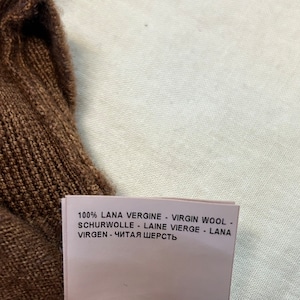 100% LANA VERGINE - VIRGIN WOOL -
SCHURWOLLE - LAINE VIERGE - LANA
VIRGEN - ЧИТАЯ ШЕРСТЬ